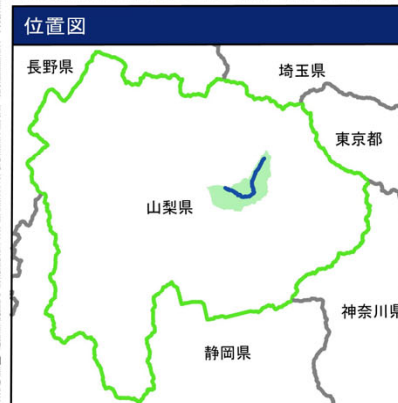 位置図
長野県
埼玉県
東京都
山梨県
神奈川県
静岡県